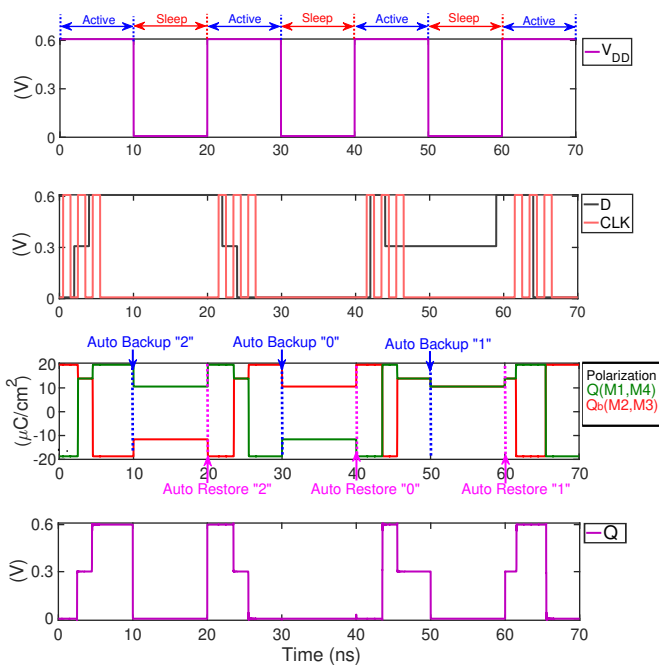 Active Sleep Active Sleep Active Sleep Active
0.6
(V)
0
0 10 20 30 40 50 60 70
V_DD
0.6
(V)
0.3
0
0 10 20 30 40 50 60 70
D
CLK
Auto Backup "2" Auto Backup "0" Auto Backup "1"
20
10
0
-10
-20
(μC/cm²)
0 10 20 30 40 50 60 70
Polarization
Q(M1,M4)
Q_b(M2,M3)
Auto Restore "2" Auto Restore "0" Auto Restore "1"
0.6
(V)
0.3
0
0 10 20 30 40 50 60 70
Q
Time (ns)